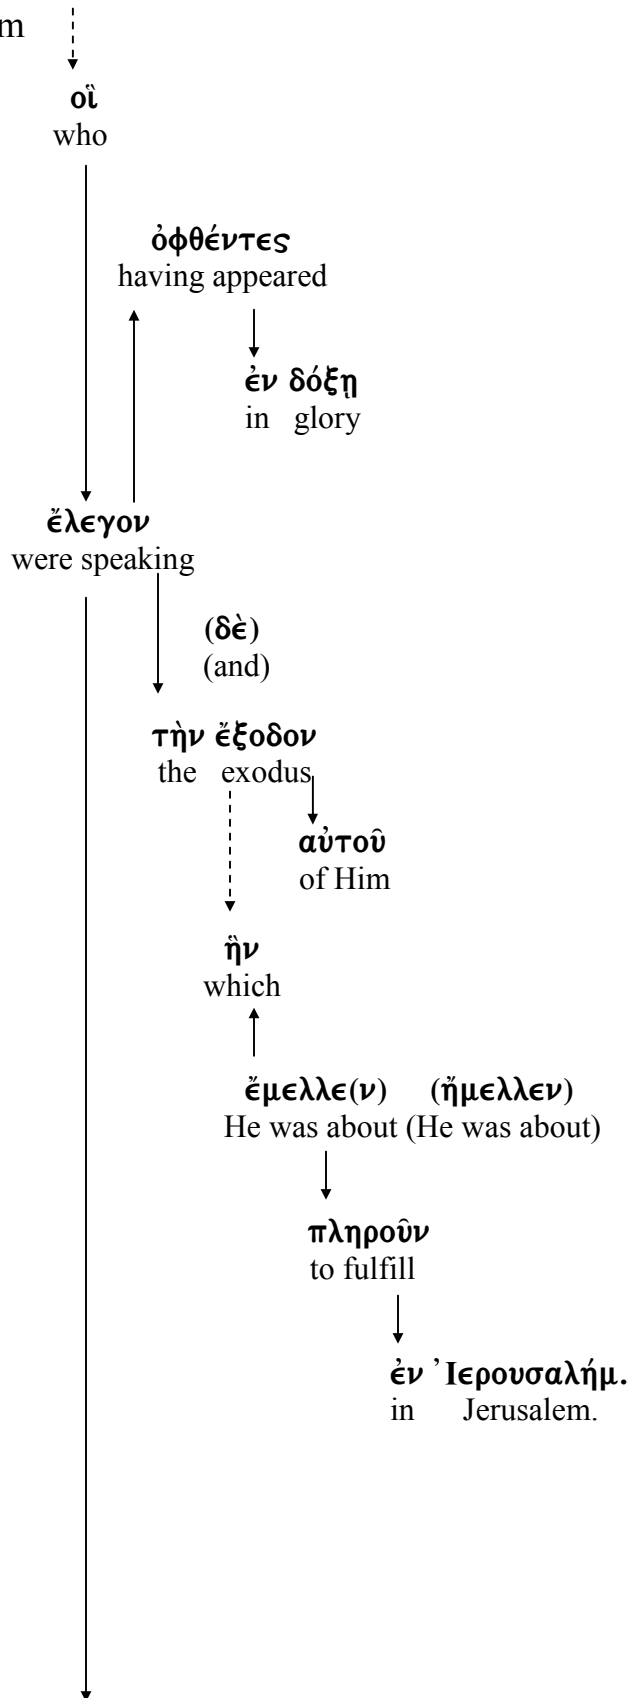 m
οἳ
who
ὀφθέντες
having appeared
ἐν δόξῃ
in glory
ἔλεγον
were speaking
(δὲ)
(and)
τὴν ἔξοδον
the exodus
αὐτοῦ
of Him
ἣν
which
ἔμελλε(ν) (ἤμελλεν)
He was about (He was about)
πληροῦν
to fulfill
ἐν Ἰερουσαλήμ.
in Jerusalem.